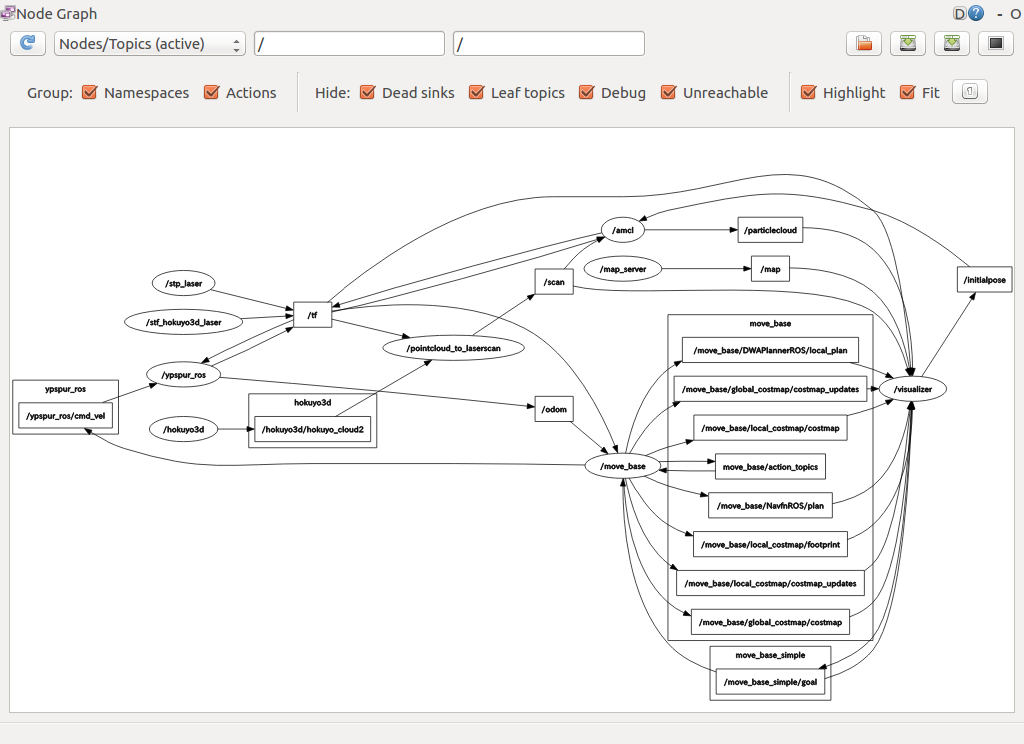 Node Graph
D ? - O
Nodes/Topics (active) / /
Group: Namespaces Actions Hide: Dead sinks Leaf topics Debug Unreachable Highlight Fit
/amcl
/particlecloud
/map_server
/map
/stp_laser
/scan
/initialpose
/tf
/stf_hokuyo3d_laser
move_base
/pointcloud_to_laserscan
/move_base/DWAPlannerROS/local_plan
/ypspur_ros
ypspur_ros
/move_base/global_costmap/costmap_updates
/visualizer
hokuyo3d
/ypspur_ros/cmd_vel
/odom
/hokuyo3d
/hokuyo3d/hokuyo_cloud2
/move_base/local_costmap/costmap
/move_base
move_base/action_topics
/move_base/NavfnROS/plan
/move_base/local_costmap/footprint
/move_base/local_costmap/costmap_updates
/move_base/global_costmap/costmap
move_base_simple
/move_base_simple/goal